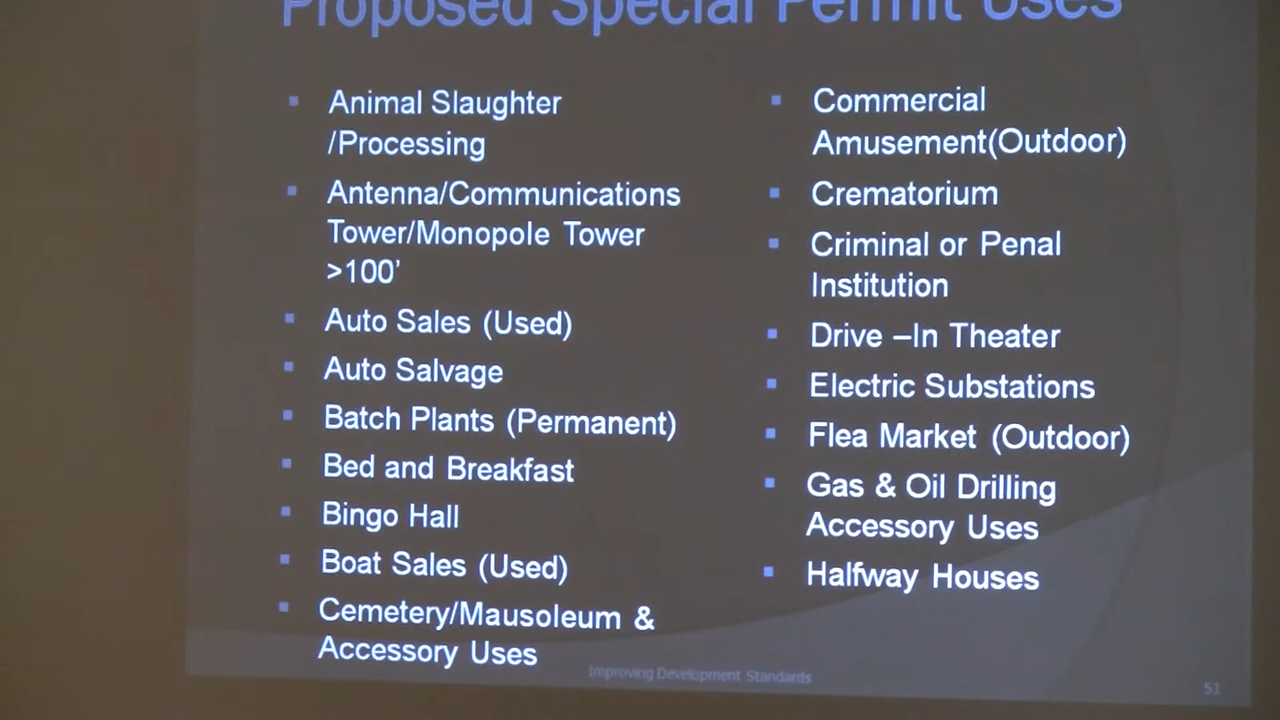 Proposed Special Permit Uses
Animal Slaughter
/Processing
Antenna/Communications
Tower/Monopole Tower
>100’
Auto Sales (Used)
Auto Salvage
Batch Plants (Permanent)
Bed and Breakfast
Bingo Hall
Boat Sales (Used)
Cemetery/Mausoleum &
Accessory Uses
Commercial
Amusement(Outdoor)
Crematorium
Criminal or Penal
Institution
Drive –In Theater
Electric Substations
Flea Market (Outdoor)
Gas & Oil Drilling
Accessory Uses
Halfway Houses
Improving Development Standards
51